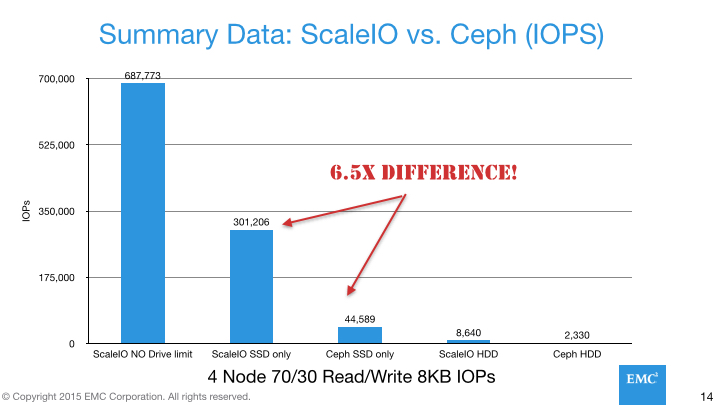 Summary Data: ScaleIO vs. Ceph (IOPS)
700,000
687,773
525,000
6.5X DIFFERENCE!
IOPs
350,000
301,206
175,000
44,589
8,640
2,330
0
ScaleIO NO Drive limit
ScaleIO SSD only
Ceph SSD only
ScaleIO HDD
Ceph HDD
4 Node 70/30 Read/Write 8KB IOPs
© Copyright 2015 EMC Corporation. All rights reserved.
EMC²
14